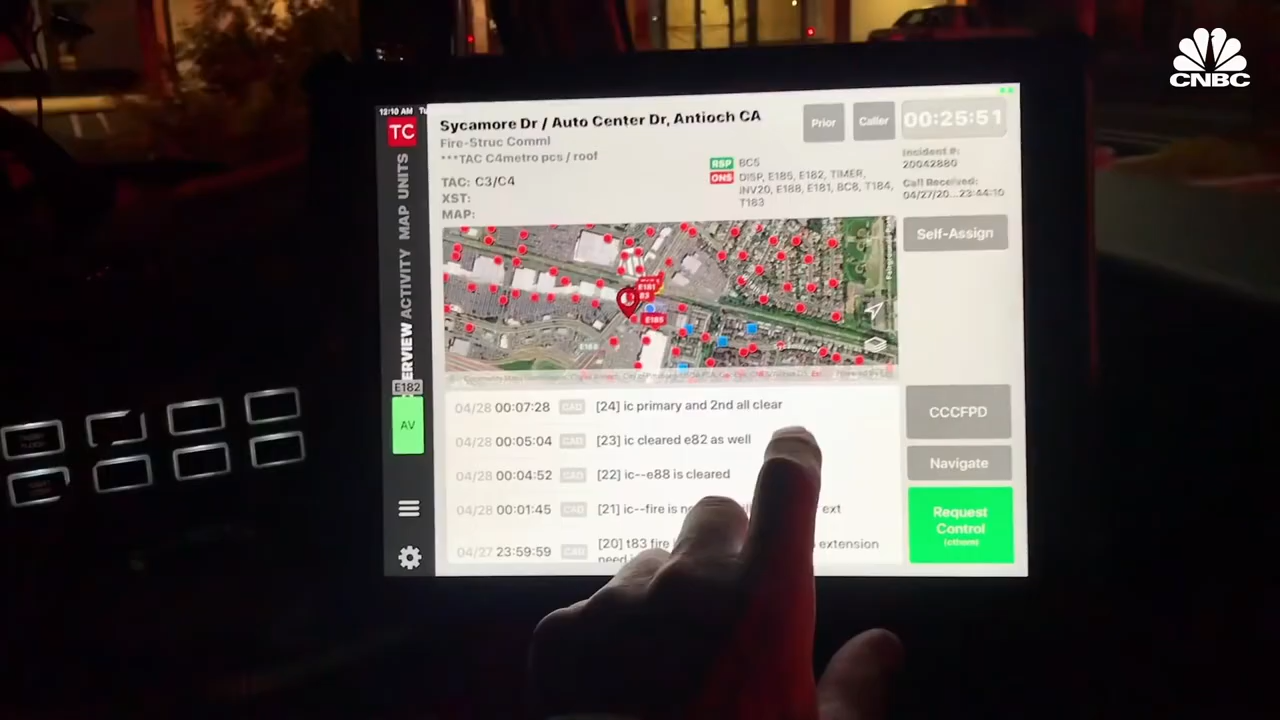 CNBC
12:10 AM Tu
TC
UNITS
MAP
ACTIVITY
ERVIEW
E182
AV
Sycamore Dr / Auto Center Dr, Antioch CA
Fire-Struc Comml
***TAC C4metro pcs / roof
TAC: C3/C4
XST:
MAP:
RSP BC5
ONS DISP, E185, E182, TIMER,
INV20, E188, E181, BC8, T184,
T183
Prior
Caller
00:25:51
Incident #:
20042880
Call Received:
04/27/20...23:44:10
Self-Assign
E181
83
E185
E188
04/28 00:07:28 CAD [24] ic primary and 2nd all clear
04/28 00:05:04 CAD [23] ic cleared e82 as well
04/28 00:04:52 CAD [22] ic--e88 is cleared
04/28 00:01:45 CAD [21] ic--fire is ext
04/27 23:59:59 CAD [20] t83 fire extension
CCCFPD
Navigate
Request
Control
(others)